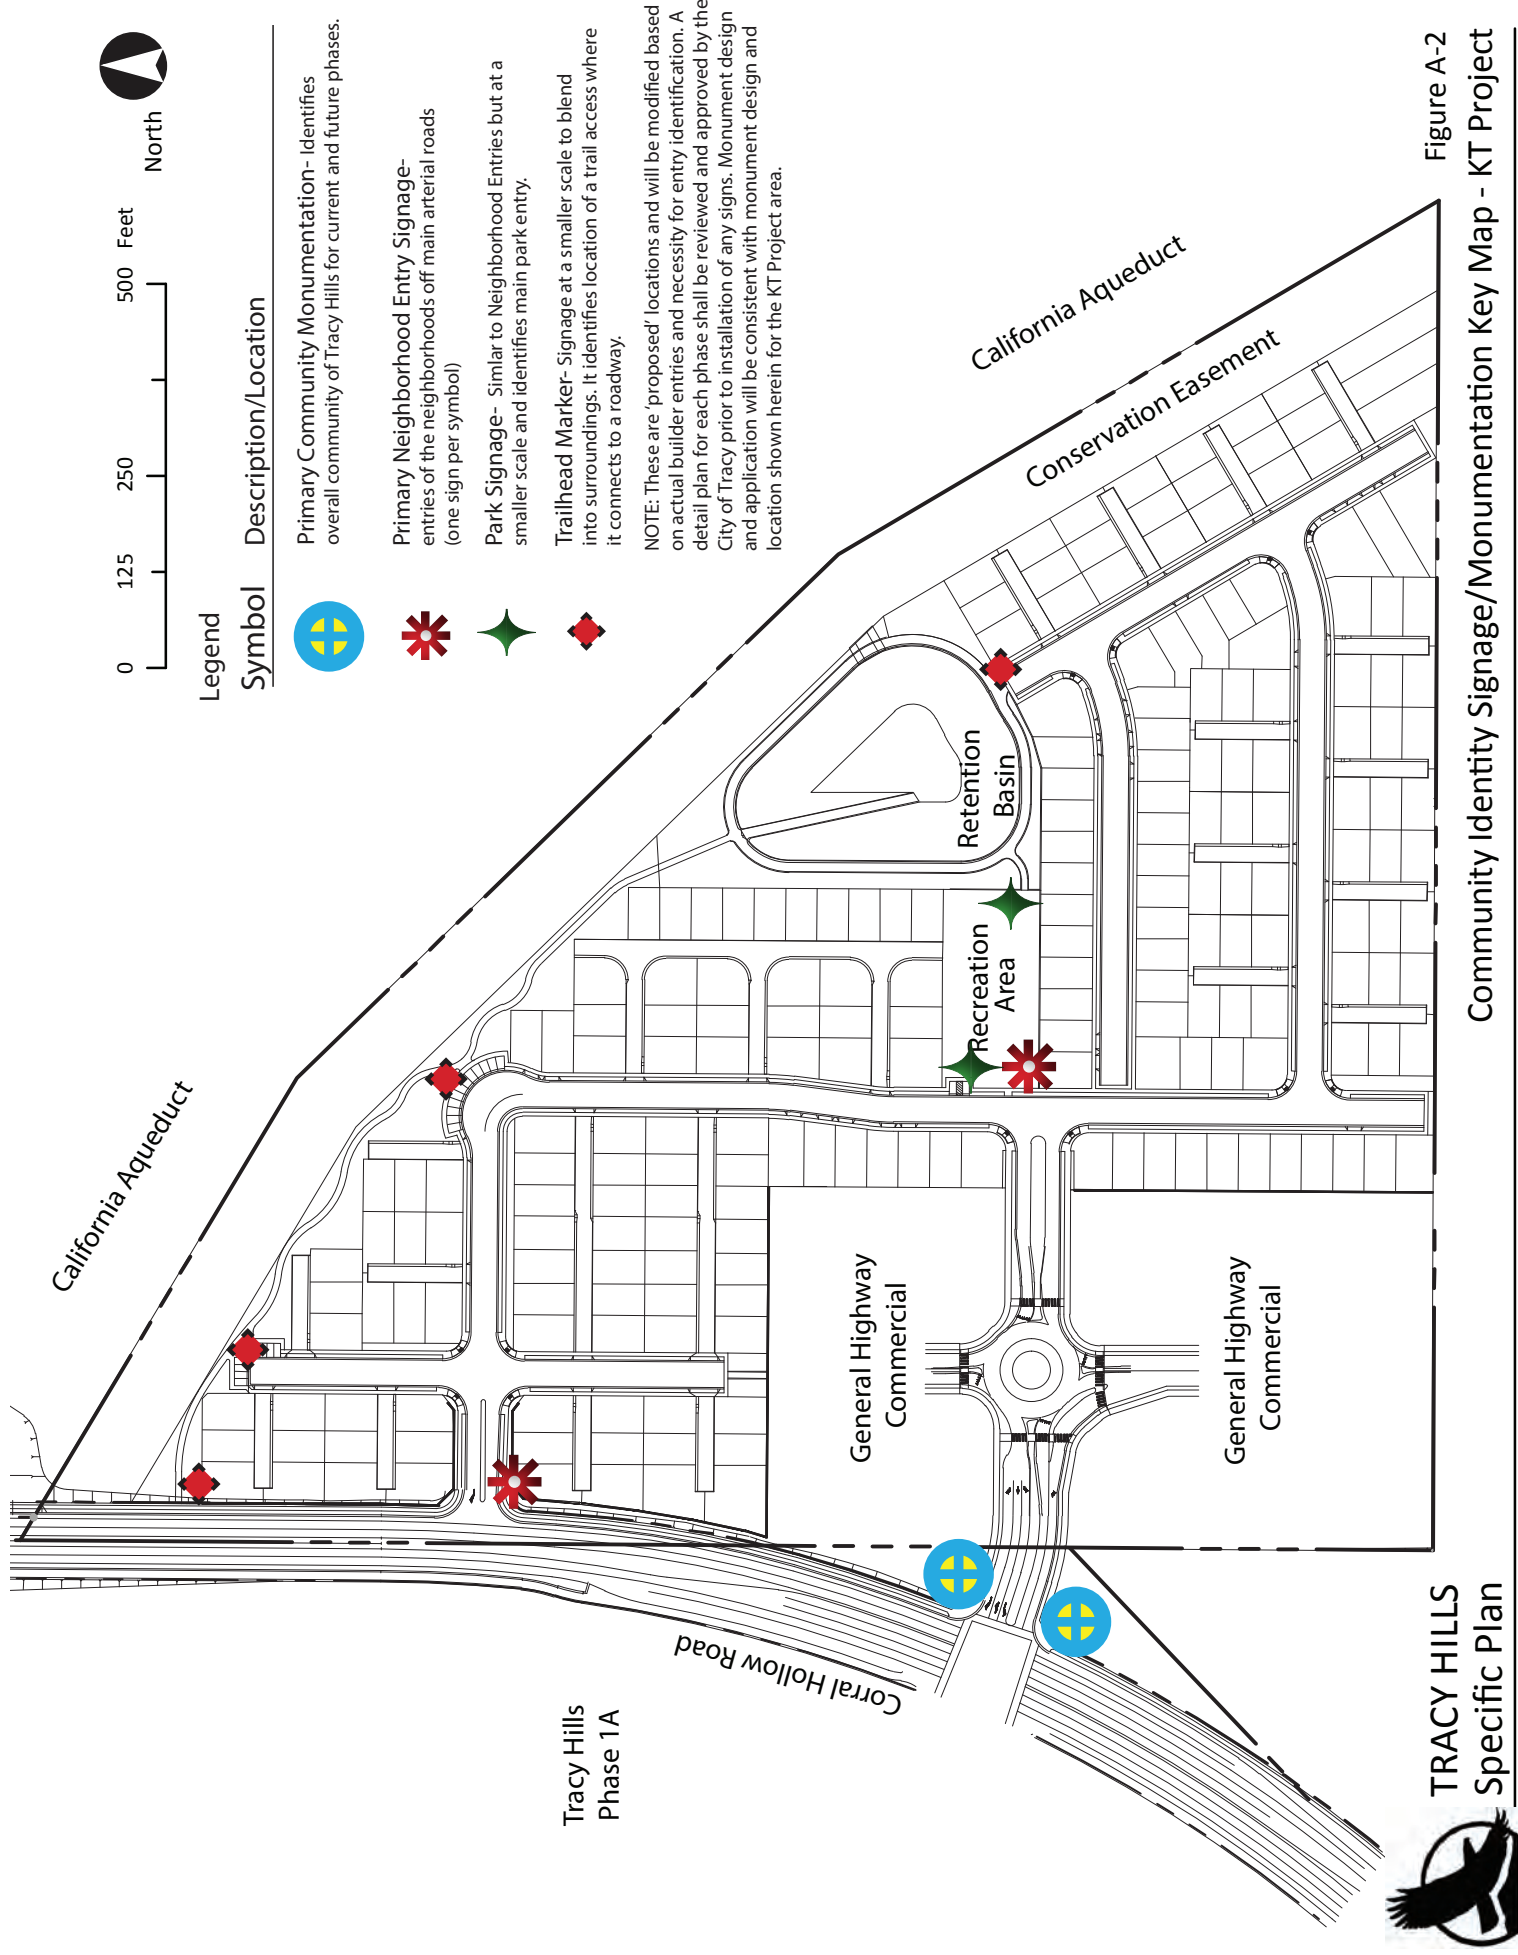 0 125 250 500 Feet
North
Legend
Symbol Description/Location
Primary Community Monumentation- Identifies
overall community of Tracy Hills for current and future phases.
Primary Neighborhood Entry Signage-
entries of the neighborhoods off main arterial roads
(one sign per symbol)
Park Signage- Similar to Neighborhood Entries but at a
smaller scale and identifies main park entry.
Trailhead Marker- Signage at a smaller scale to blend
into surroundings. It identifies location of a trail access where
it connects to a roadway.
NOTE: These are 'proposed' locations and will be modified based
on actual builder entries and necessity for entry identification. A
detail plan for each phase shall be reviewed and approved by the
City of Tracy prior to installation of any signs. Monument design
and application will be consistent with monument design and
location shown herein for the KT Project area.
California Aqueduct
California Aqueduct
Conservation Easement
Retention
Basin
Recreation
Area
General Highway
Commercial
General Highway
Commercial
Corral Hollow Road
Tracy Hills
Phase 1A
TRACY HILLS
Specific Plan
Figure A-2
Community Identity Signage/Monumentation Key Map - KT Project